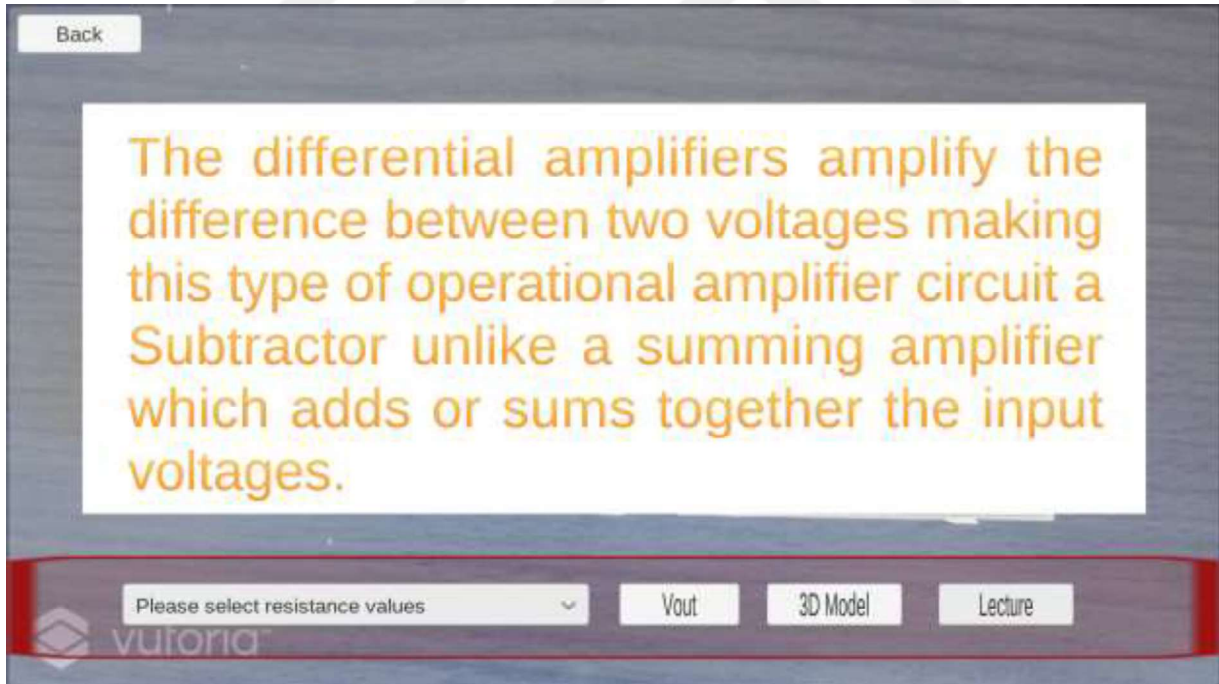 Back
The differential amplifiers amplify the
difference between two voltages making
this type of operational amplifier circuit a
Subtractor unlike a summing amplifier
which adds or sums together the input
voltages.
Please select resistance values
Vout
3D Model
Lecture
vuforia